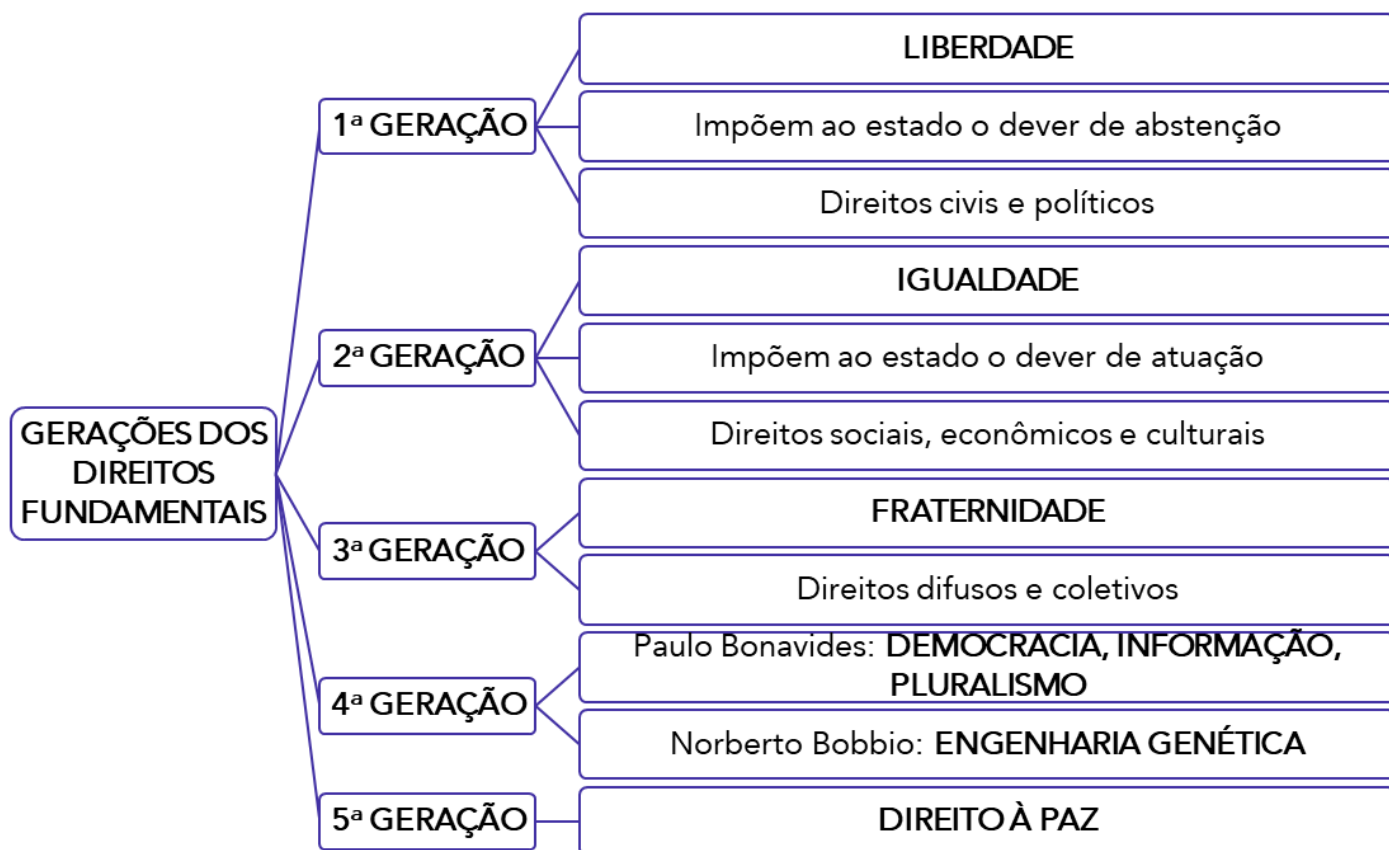 GERAÇÕES DOS
DIREITOS
FUNDAMENTAIS
1ª GERAÇÃO
LIBERDADE
Impõem ao estado o dever de abstenção
Direitos civis e políticos
2ª GERAÇÃO
IGUALDADE
Impõem ao estado o dever de atuação
Direitos sociais, econômicos e culturais
3ª GERAÇÃO
FRATERNIDADE
Direitos difusos e coletivos
4ª GERAÇÃO
Paulo Bonavides: DEMOCRACIA, INFORMAÇÃO,
PLURALISMO
Norberto Bobbio: ENGENHARIA GENÉTICA
5ª GERAÇÃO
DIREITO À PAZ